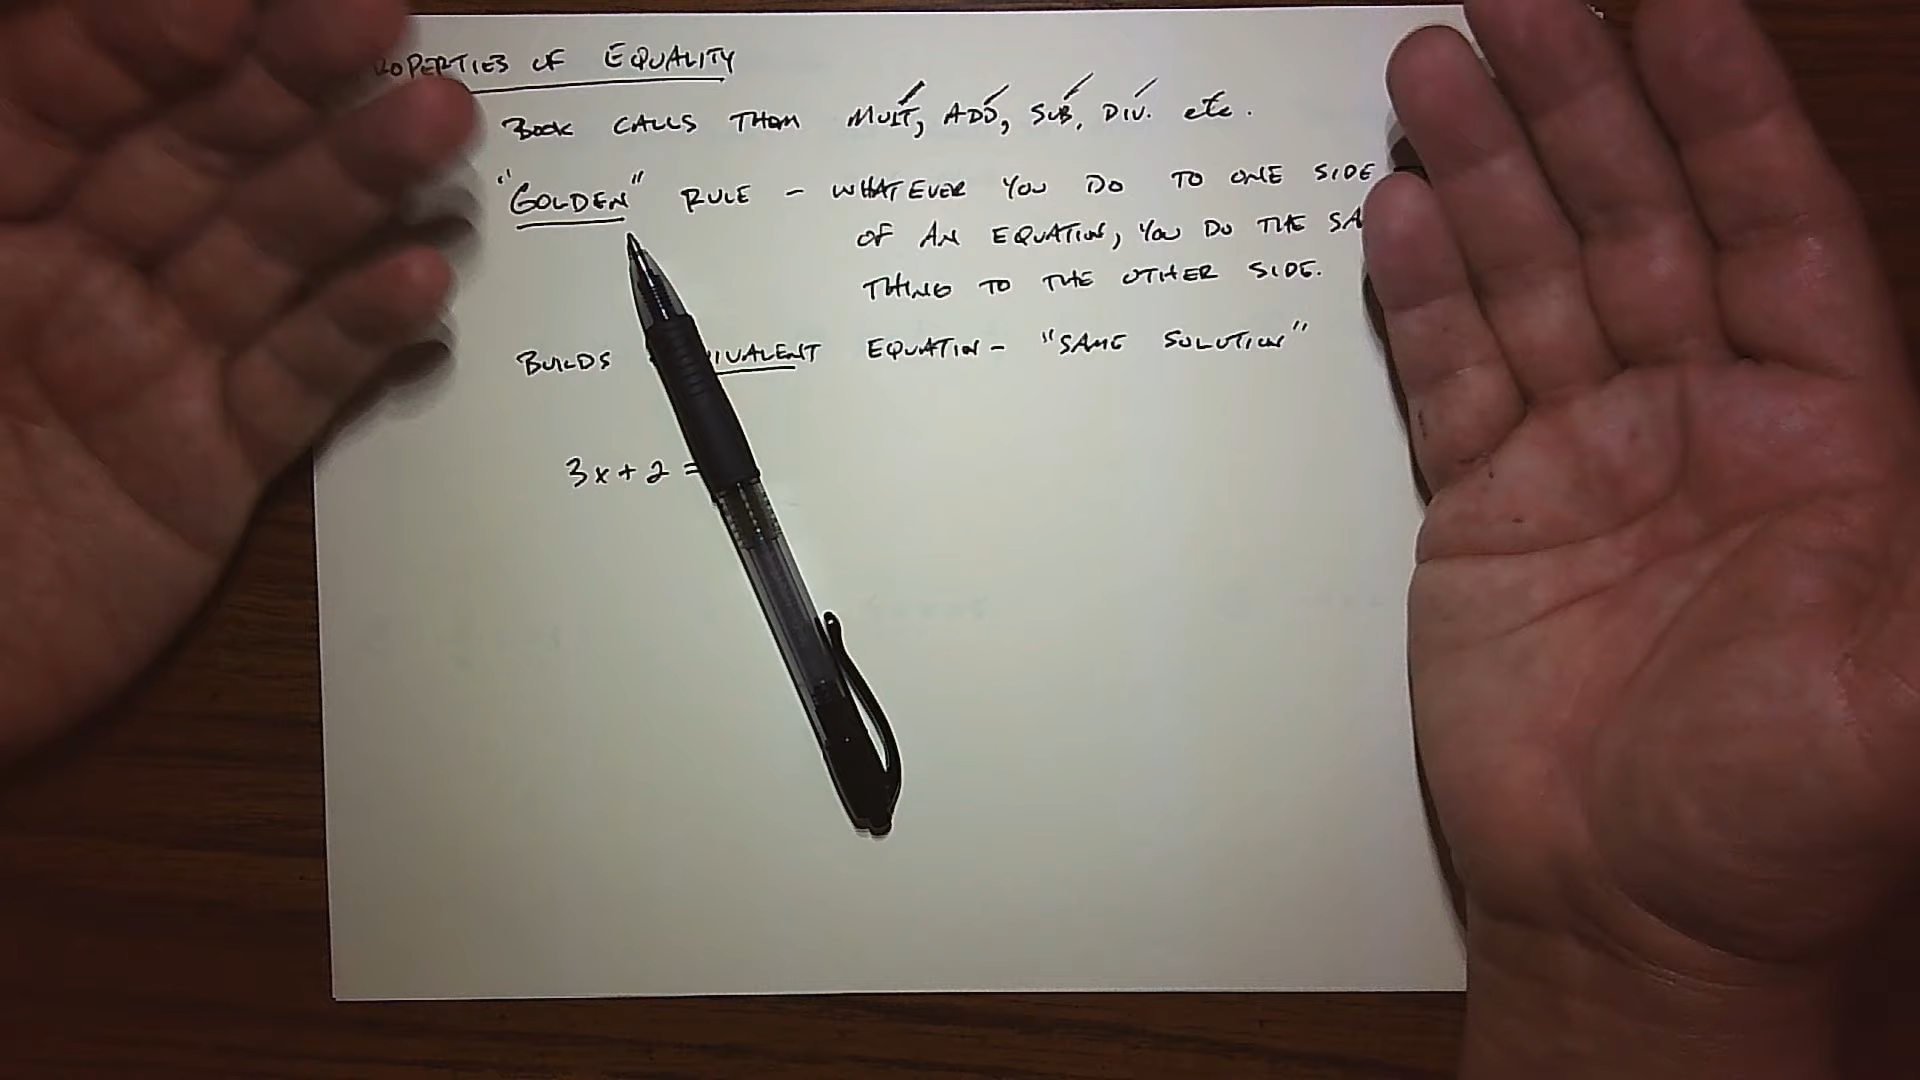 ROPERTIES OF EQUALITY
BOOK CALLS THEM MULT, ADD, SUB, DIV. etc.
"GOLDEN" RULE - WHATEVER YOU DO TO ONE SIDE
OF AN EQUATION, YOU DO THE SA
THING TO THE OTHER SIDE.
BUILDS IVALENT EQUATION - "SAME SOLUTION"
3x + 2 =